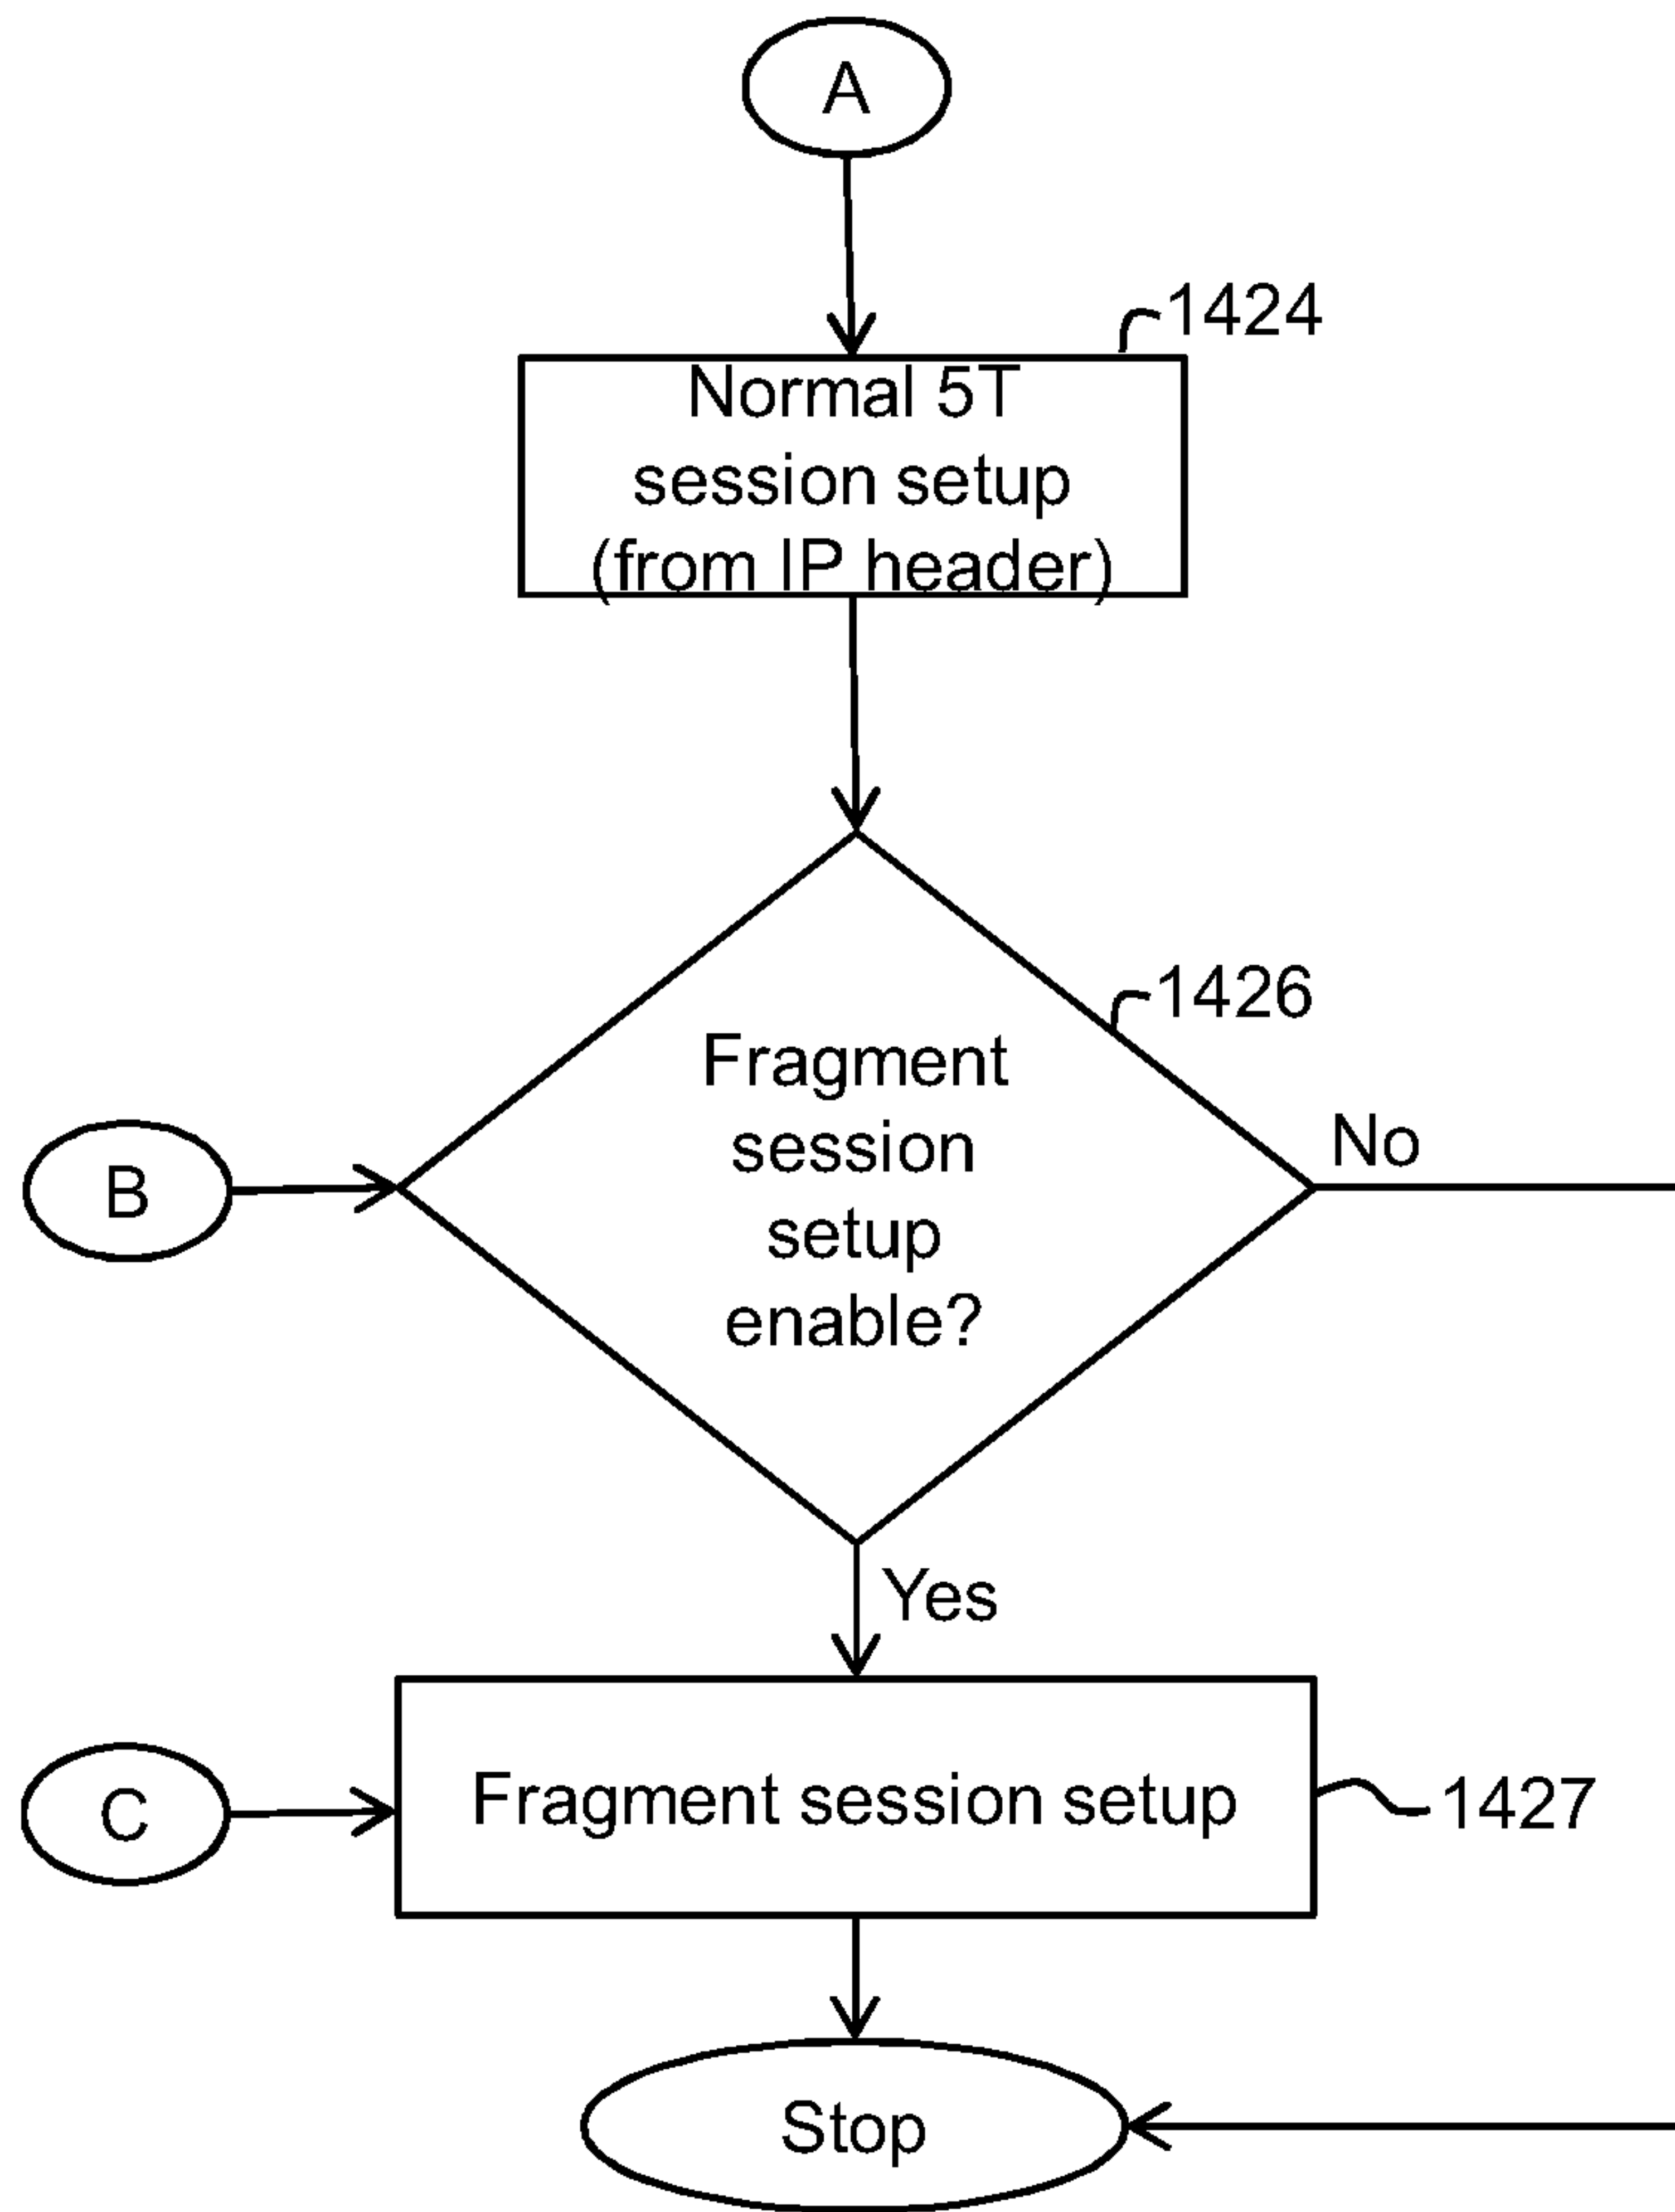 A
1424
Normal 5T
session setup
(from IP header)
1426
Fragment
session
setup
enable?
No
B
Yes
Fragment session setup
1427
C
Stop